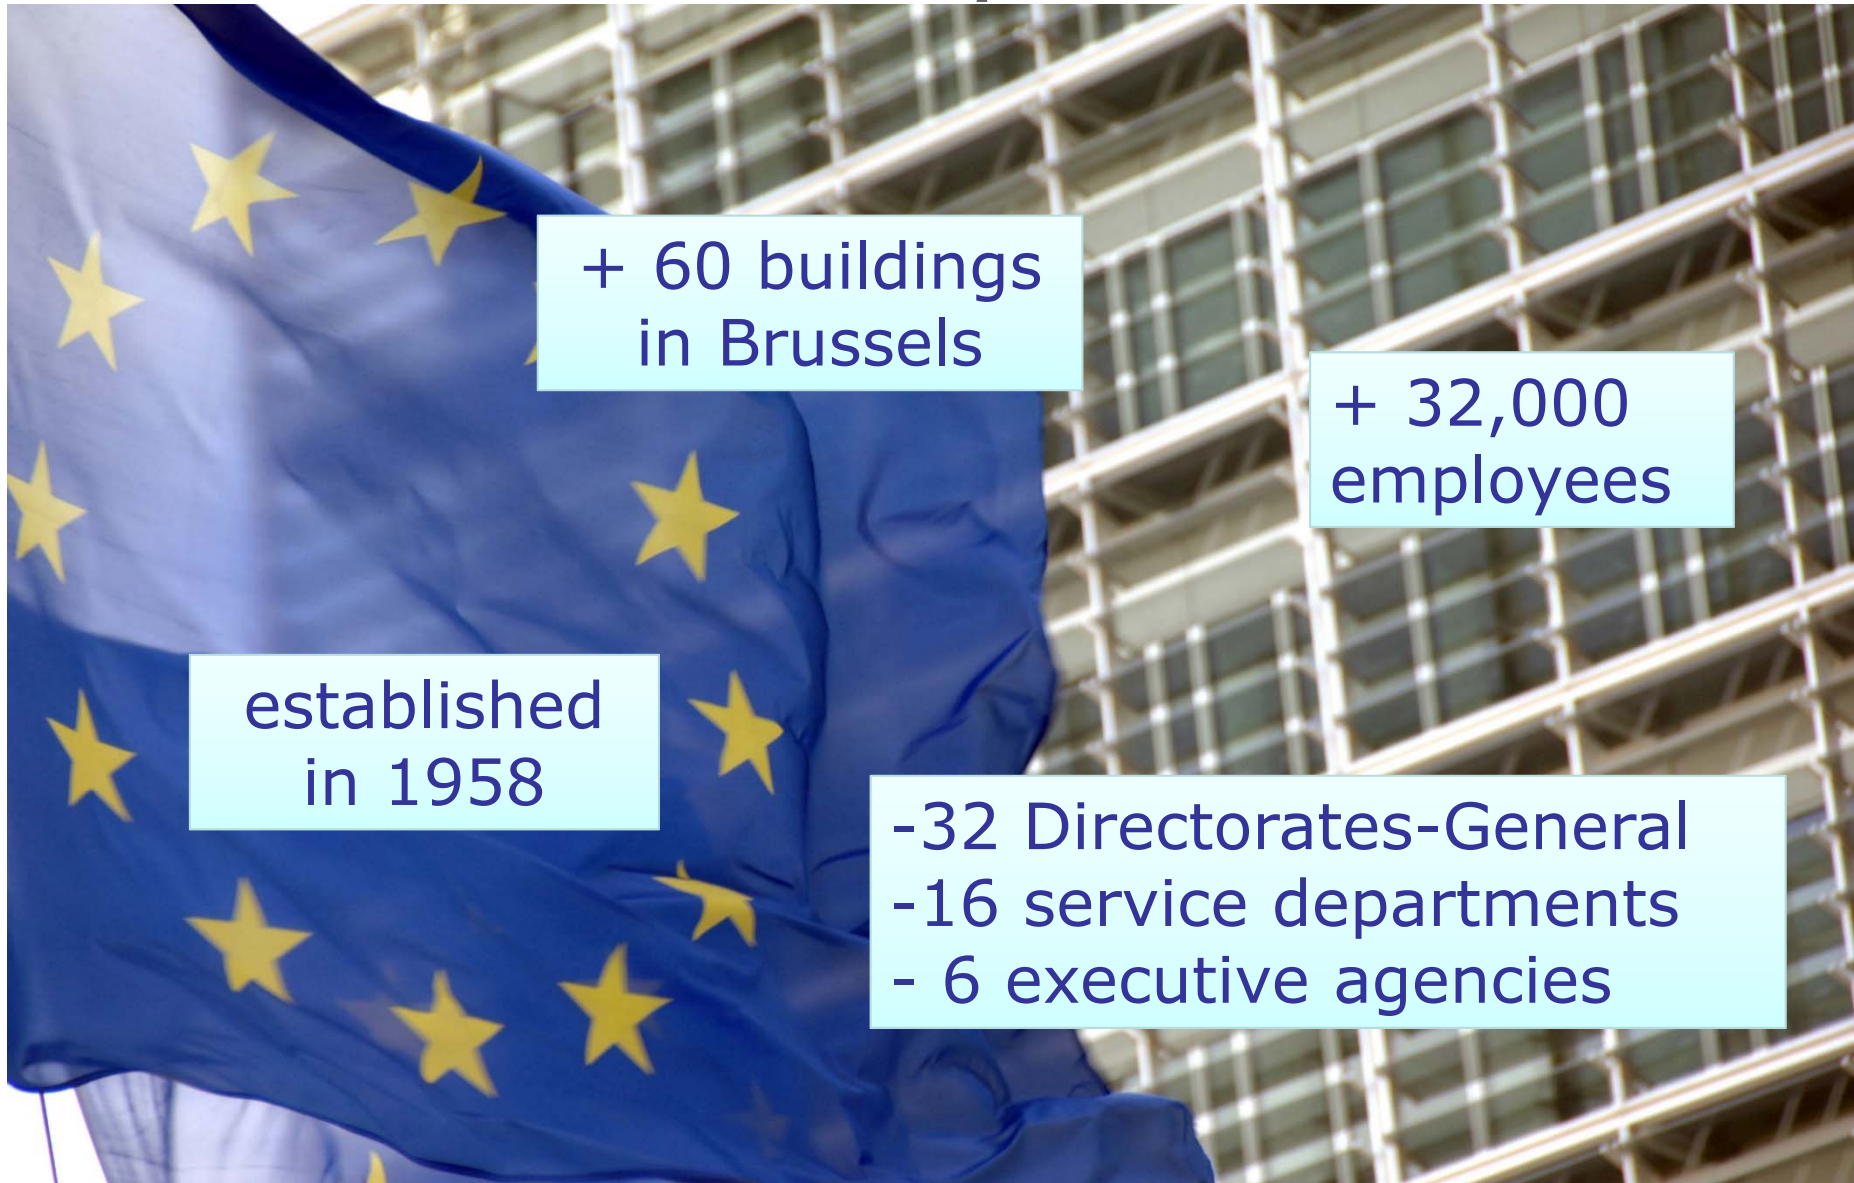 + 60 buildings
in Brussels
+ 32,000
employees
established
in 1958
-32 Directorates-General
-16 service departments
- 6 executive agencies